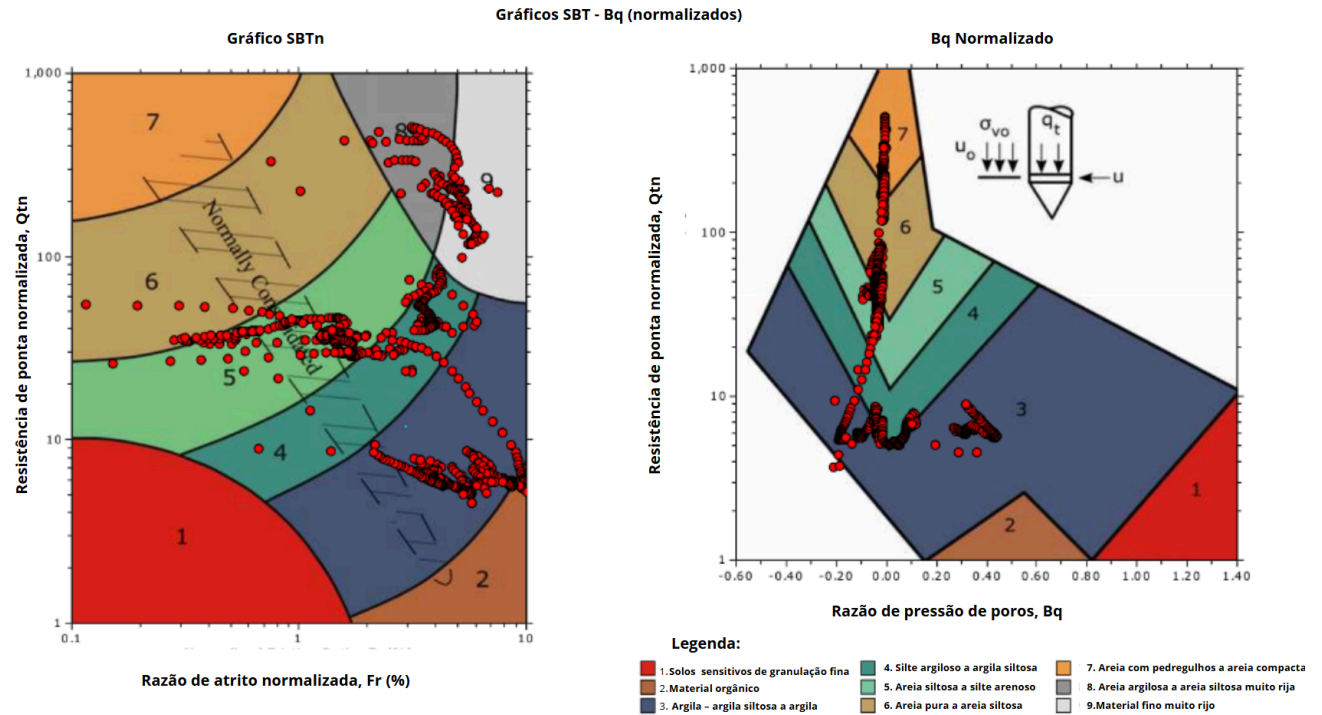 Gráficos SBT - Bq (normalizados)
Gráfico SBTn
1,000
100
10
1
0.1
1
10
Resistência de ponta normalizada, Qtn
Razão de atrito normalizada, Fr (%)
7
8
9
6
5
4
1
3
2
Normally Consolidated
Bq Normalizado
1,000
100
10
1
-0.60 -0.40 -0.20 0.00 0.20 0.40 0.60 0.80 1.00 1.20 1.40
Resistência de ponta normalizada, Qtn
Razão de pressão de poros, Bq
7
6
5
4
3
2
1
σvo
uo
qt
u
Legenda:
1.Solos sensitivos de granulação fina
2.Material orgânico
3. Argila – argila siltosa a argila
4. Silte argiloso a argila siltosa
5. Areia siltosa a silte arenoso
6. Areia pura a areia siltosa
7. Areia com pedregulhos a areia compacta
8. Areia argilosa a areia siltosa muito rija
9.Material fino muito rijo